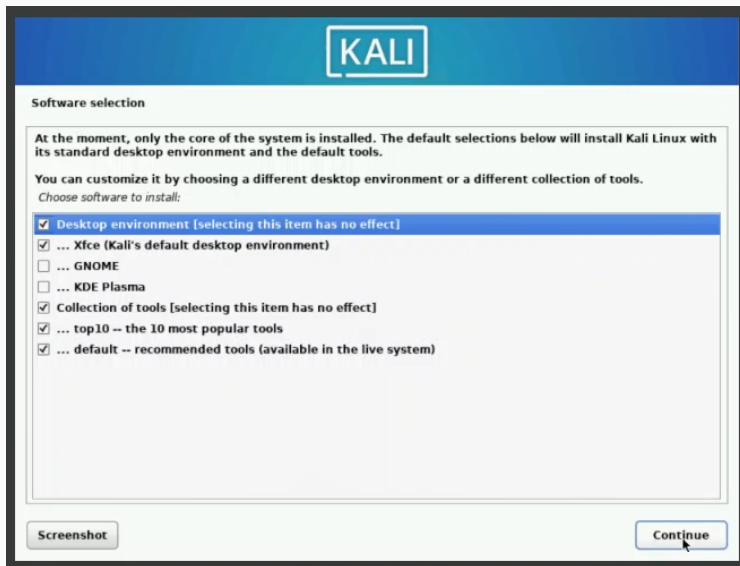 KALI
Software selection
At the moment, only the core of the system is installed. The default selections below will install Kali Linux with
its standard desktop environment and the default tools.
You can customize it by choosing a different desktop environment or a different collection of tools.
Choose software to install:
Desktop environment [selecting this item has no effect]
... Xfce (Kali's default desktop environment)
... GNOME
... KDE Plasma
Collection of tools [selecting this item has no effect]
... top10 -- the 10 most popular tools
... default -- recommended tools (available in the live system)
Screenshot
Continue